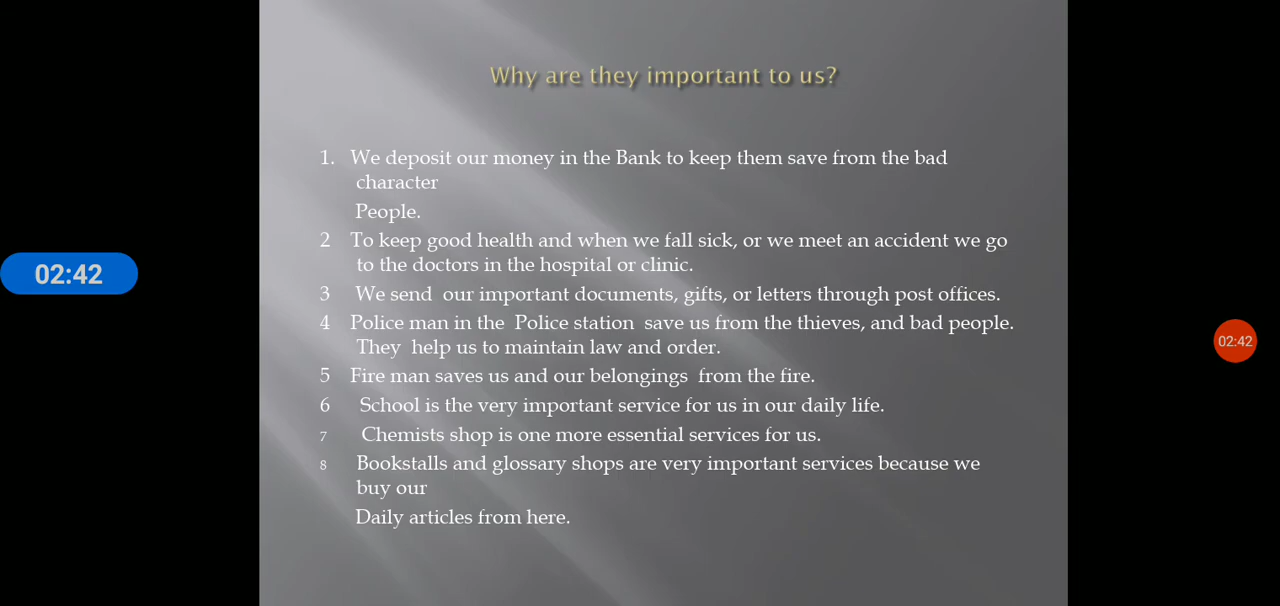 Why are they important to us?
1. We deposit our money in the Bank to keep them save from the bad
character
People.
2 To keep good health and when we fall sick, or we meet an accident we go
to the doctors in the hospital or clinic.
3 We send our important documents, gifts, or letters through post offices.
02:42
4 Police man in the Police station save us from the thieves, and bad people.
They help us to maintain law and order.
02:42
5 Fire man saves us and our belongings from the fire.
6 School is the very important service for us in our daily life.
7 Chemists shop is one more essential services for us.
8 Bookstalls and glossary shops are very important services because we
buy our
Daily articles from here.